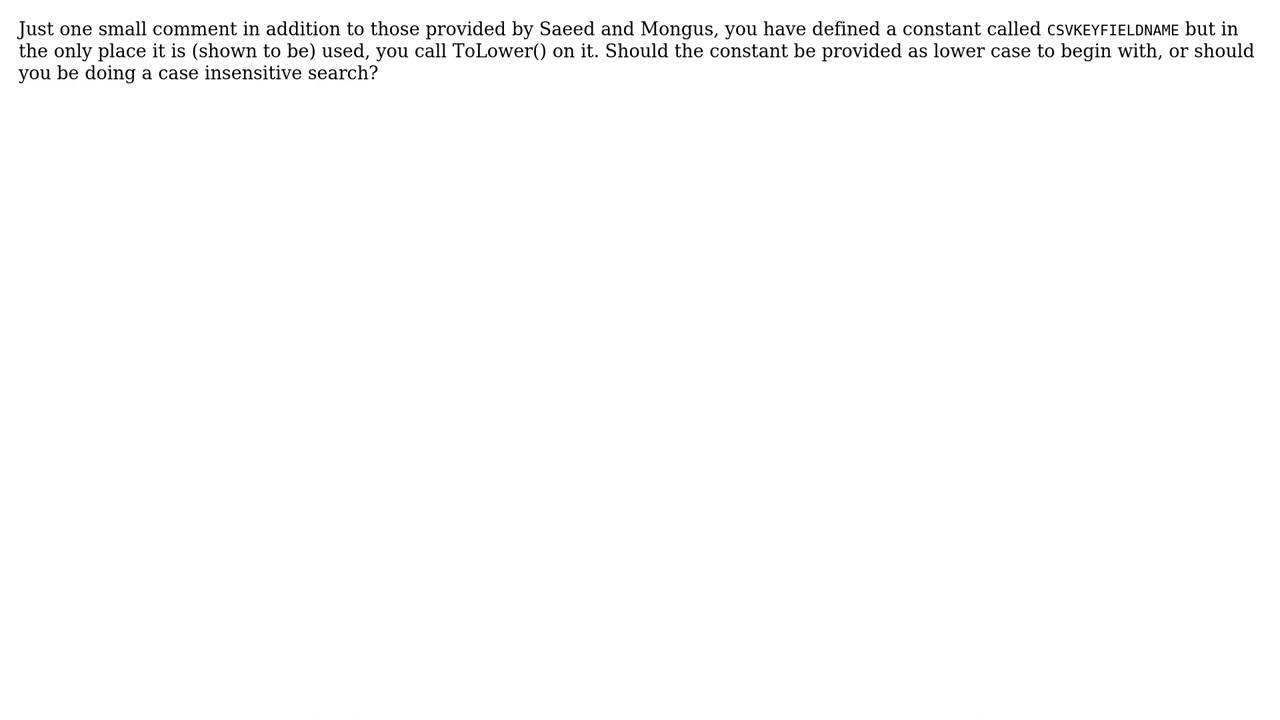 Just one small comment in addition to those provided by Saeed and Mongus, you have defined a constant called CSVKEYFIELDNAME but in
the only place it is (shown to be) used, you call ToLower() on it. Should the constant be provided as lower case to begin with, or should
you be doing a case insensitive search?